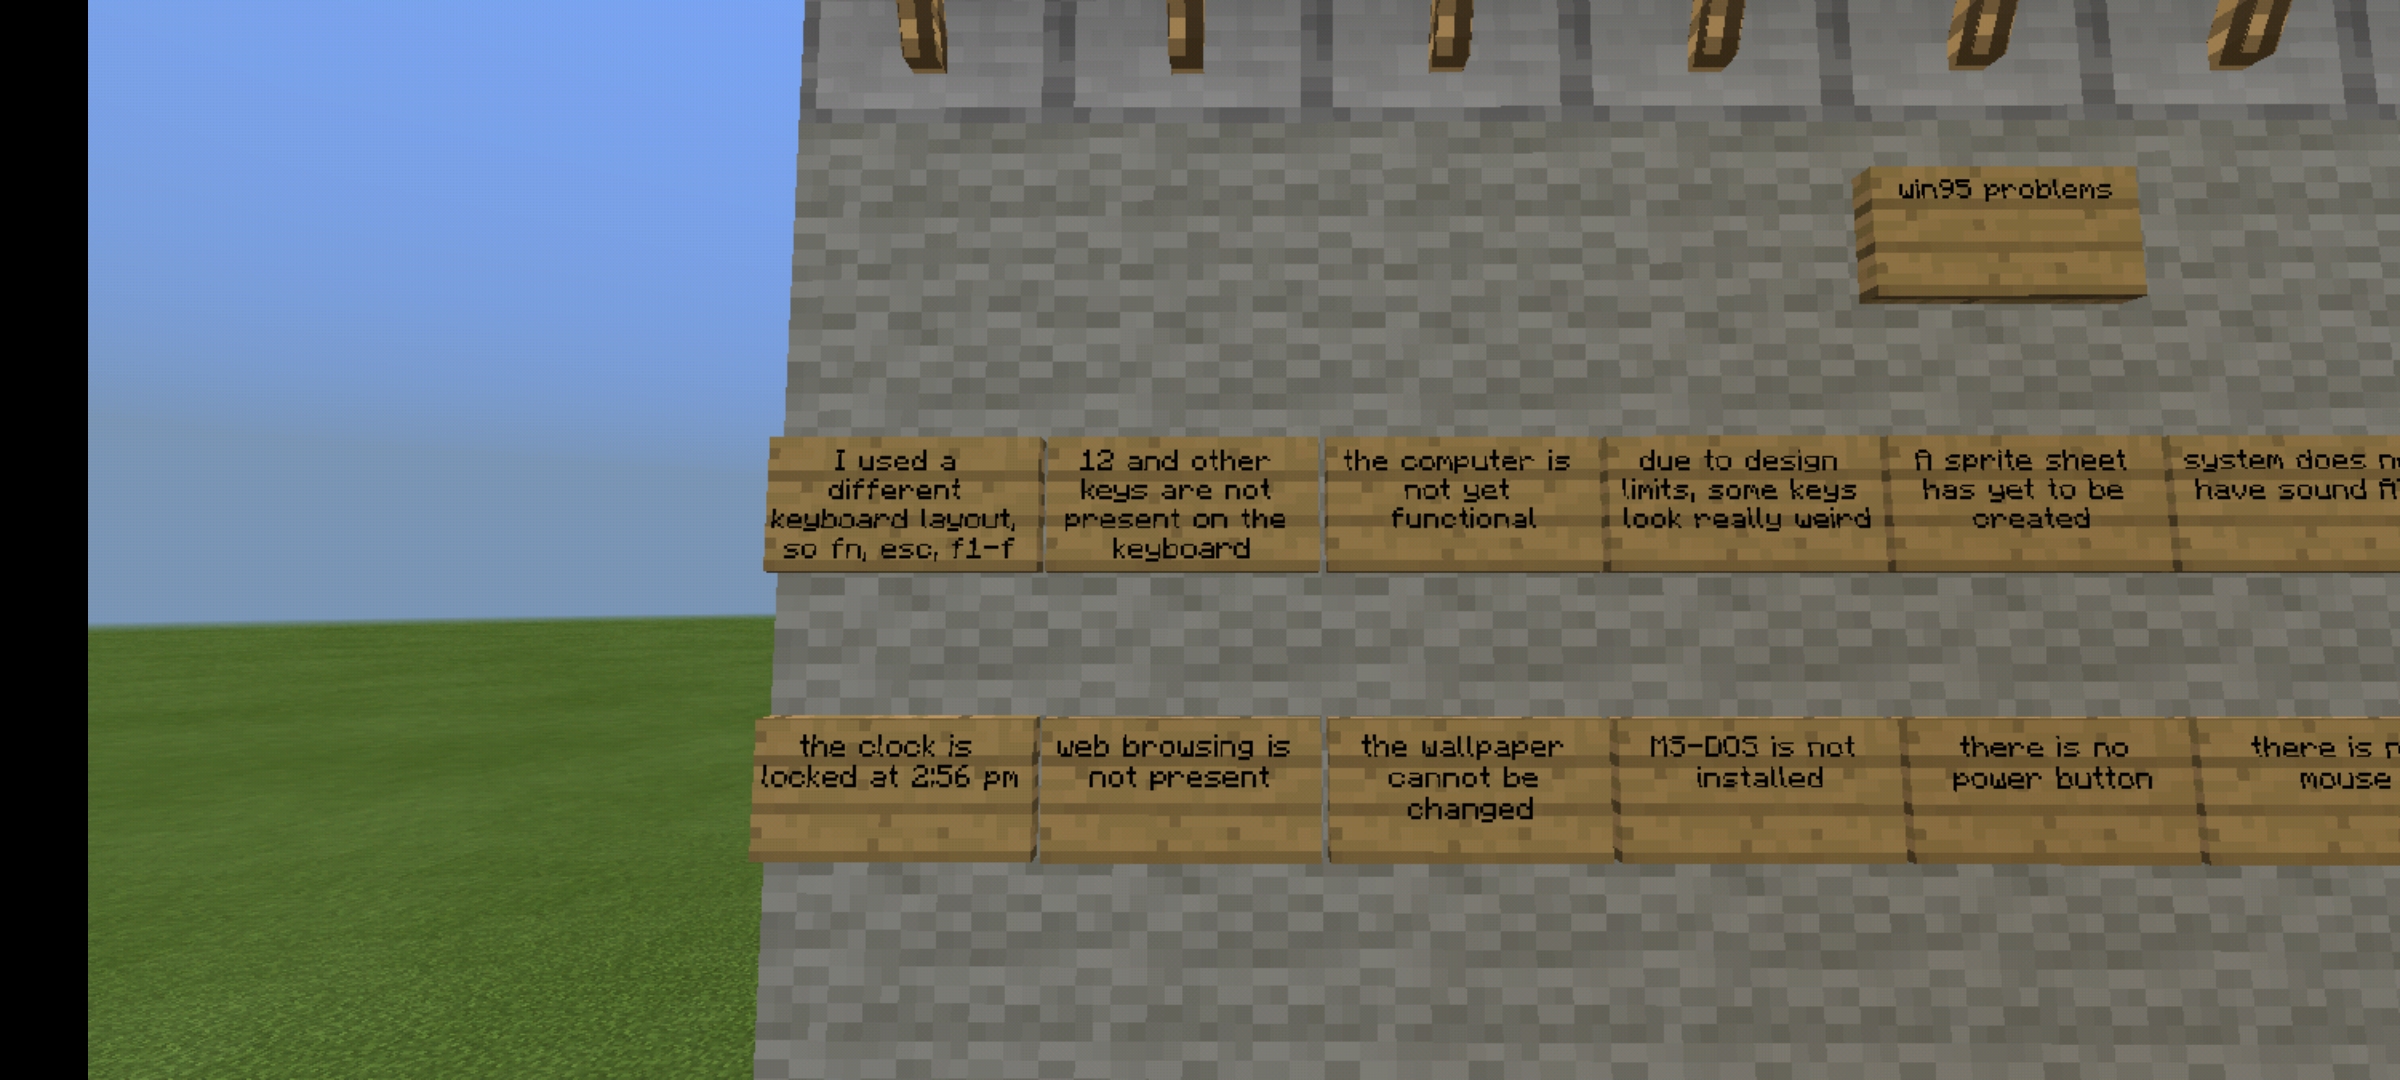 win95 problems
I used a
different
keyboard layout,
so fn, esc, f1-f
12 and other
keys are not
present on the
keyboard
the computer is
not yet
functional
due to design
limits, some keys
look really weird
A sprite sheet
has yet to be
created
system does
have sound
the clock is
locked at 2:56 pm
web browsing is
not present
the wallpaper
cannot be
changed
MS-DOS is not
installed
there is no
power button
there is
mouse